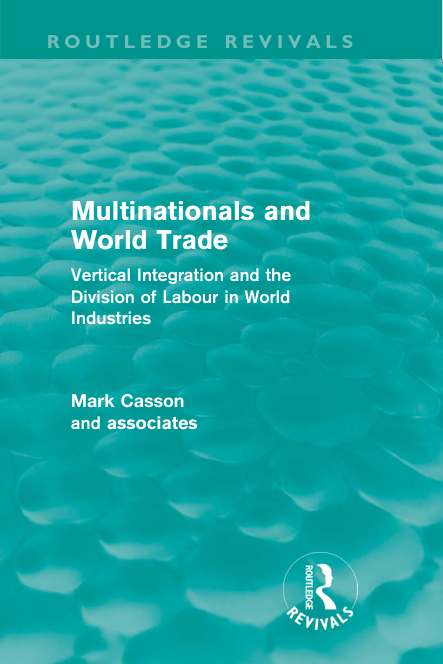 ROUTLEDGE REVIVALS
Multinationals and
World Trade
Vertical Integration and the
Division of Labour in World
Industries
Mark Casson
and associates
ROUTLEDGE
REVIVALS